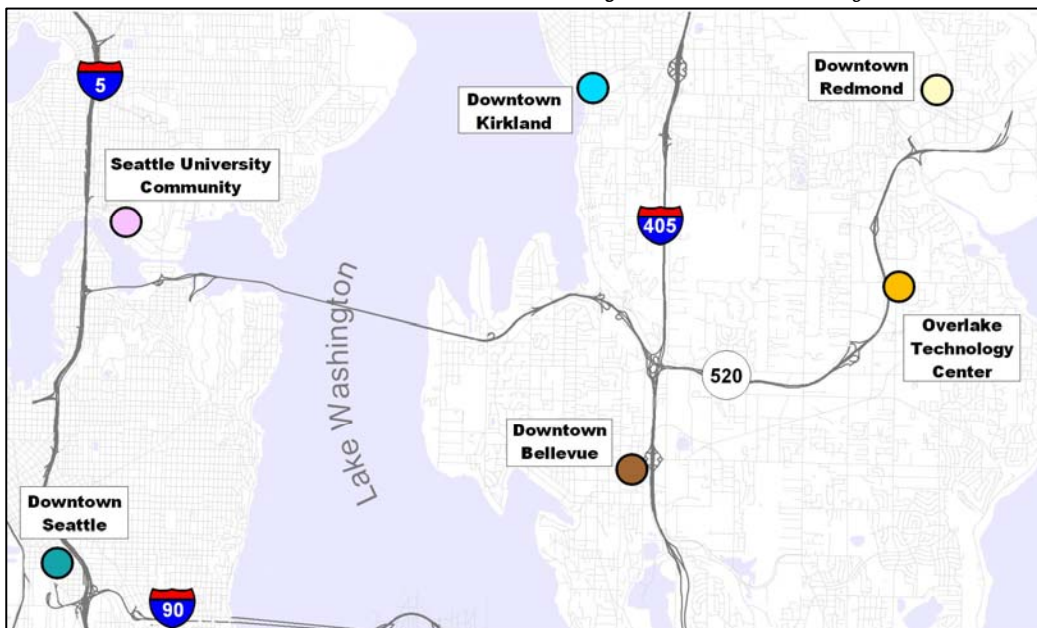 5
Downtown
Kirkland
Downtown
Redmond
Seattle University
Community
405
Lake Washington
Overlake
Technology
Center
520
Downtown
Bellevue
Downtown
Seattle
90